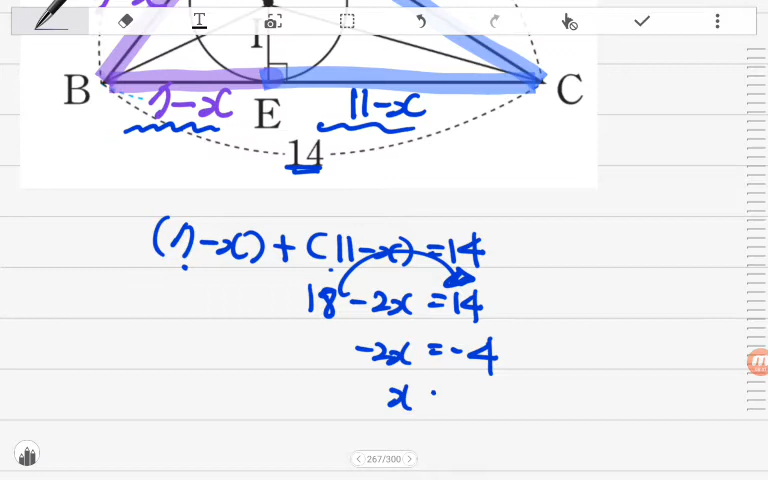 I
B
7-x
E
11-x
C
14
(7-x) + (11-x) = 14
18 - 2x = 14
-2x = -4
x
267/300